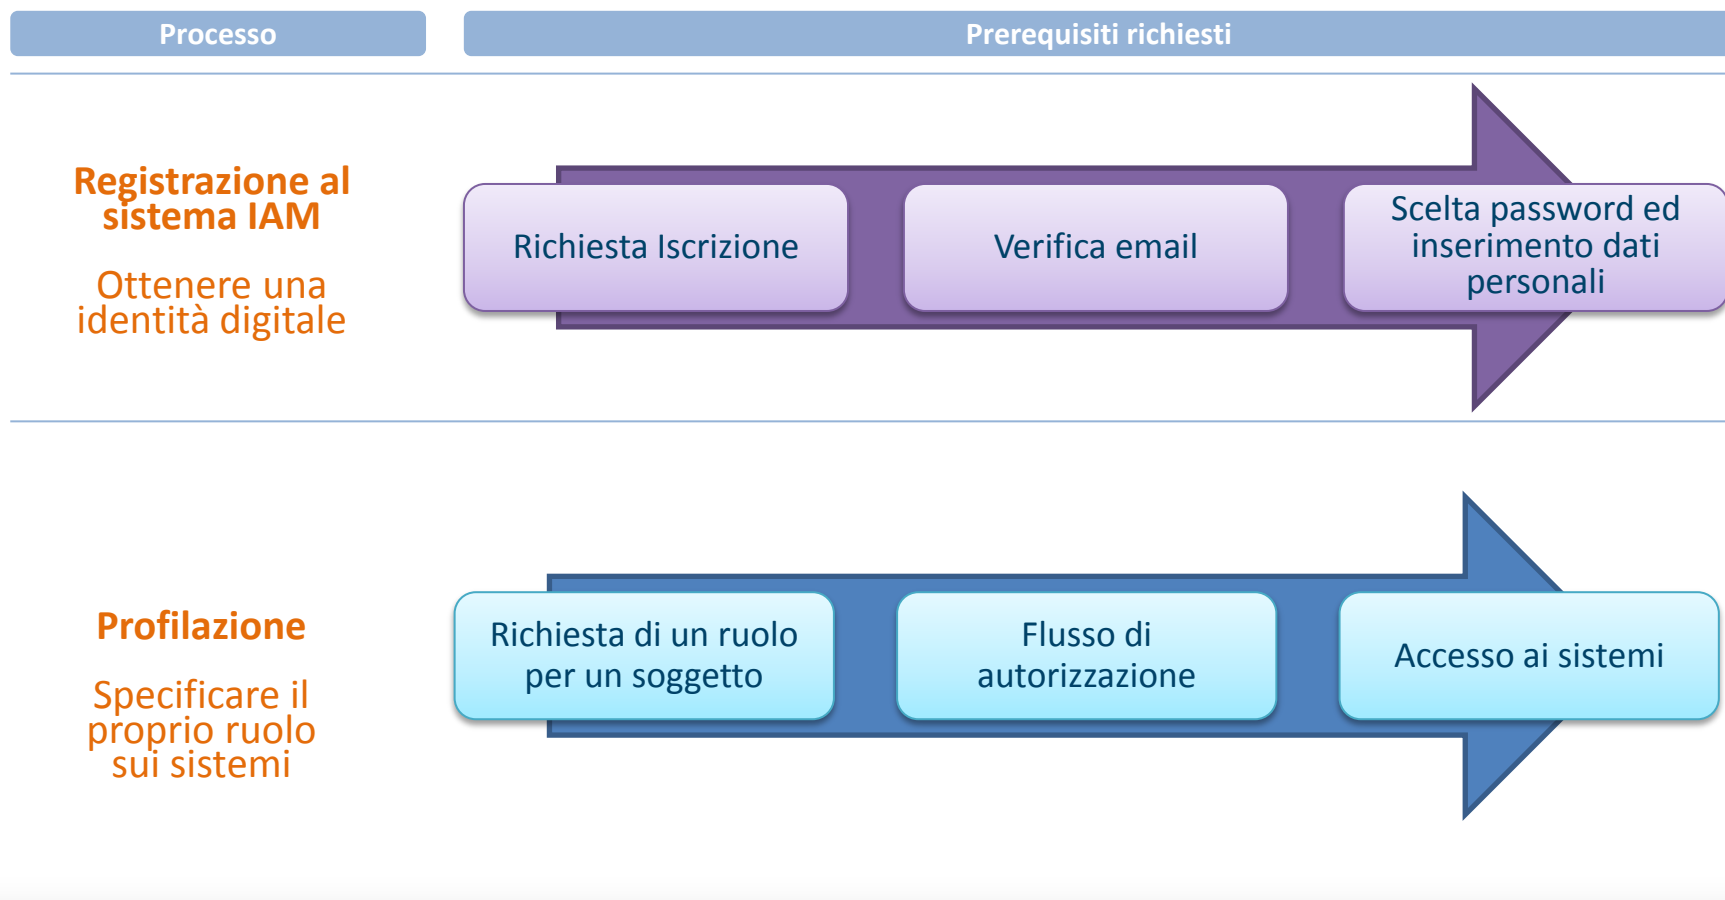 Processo
Prerequisiti richiesti
Registrazione al
sistema IAM
Ottenere una
identità digitale
Richiesta Iscrizione
Verifica email
Scelta password ed
inserimento dati
personali
Profilazione
Specificare il
proprio ruolo
sui sistemi
Richiesta di un ruolo
per un soggetto
Flusso di
autorizzazione
Accesso ai sistemi